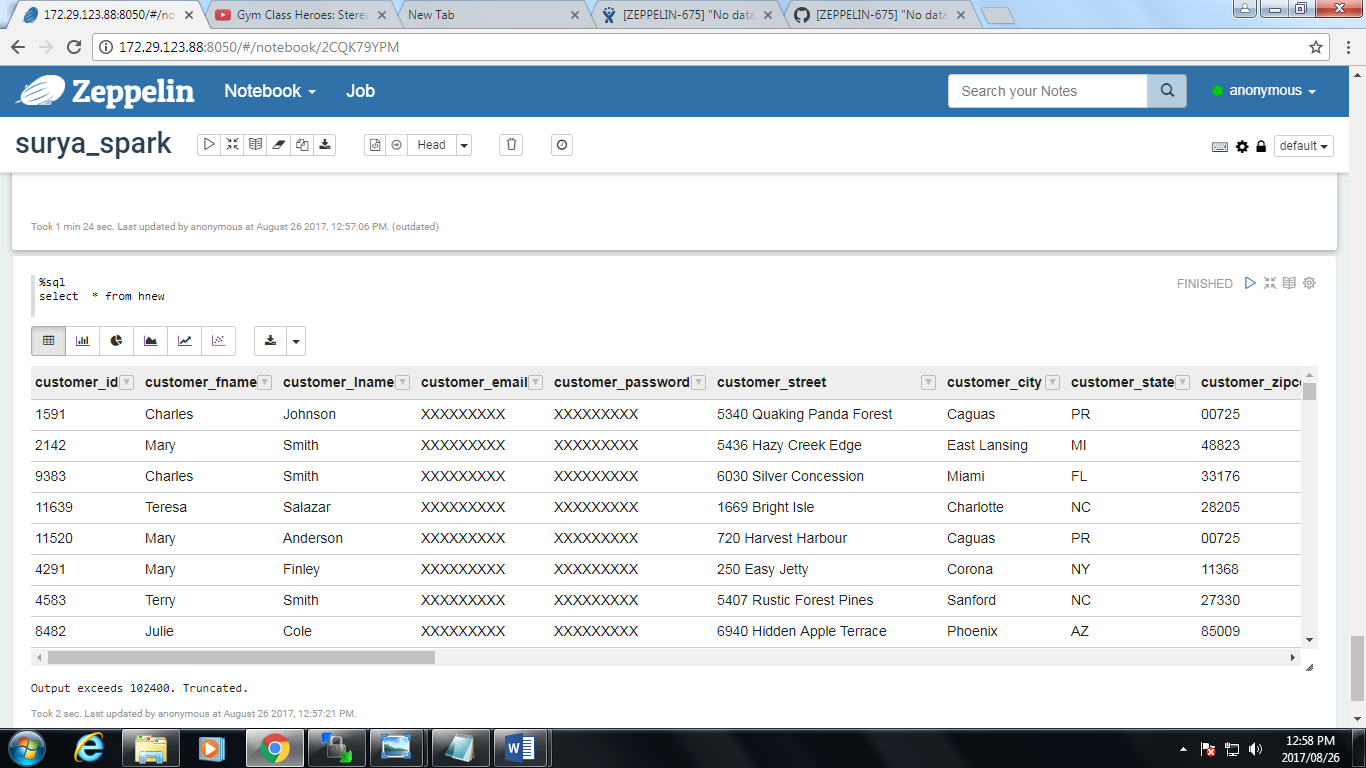 172.29.123.88:8050/#/no
Gym Class Heroes: Stere
New Tab
[ZEPPELIN-675] "No data
[ZEPPELIN-675] "No data
172.29.123.88:8050/#/notebook/2CQK79YPM
Zeppelin Notebook Job Search your Notes anonymous
surya_spark Head default
Took 1 min 24 sec. Last updated by anonymous at August 26 2017, 12:57:06 PM. (outdated)
%sql
select * from hnew
FINISHED
customer_id customer_fname customer_lname customer_email customer_password customer_street customer_city customer_state customer_zipco
1591 Charles Johnson XXXXXXXXX XXXXXXXXX 5340 Quaking Panda Forest Caguas PR 00725
2142 Mary Smith XXXXXXXXX XXXXXXXXX 5436 Hazy Creek Edge East Lansing MI 48823
9383 Charles Smith XXXXXXXXX XXXXXXXXX 6030 Silver Concession Miami FL 33176
11639 Teresa Salazar XXXXXXXXX XXXXXXXXX 1669 Bright Isle Charlotte NC 28205
11520 Mary Anderson XXXXXXXXX XXXXXXXXX 720 Harvest Harbour Caguas PR 00725
4291 Mary Finley XXXXXXXXX XXXXXXXXX 250 Easy Jetty Corona NY 11368
4583 Terry Smith XXXXXXXXX XXXXXXXXX 5407 Rustic Forest Pines Sanford NC 27330
8482 Julie Cole XXXXXXXXX XXXXXXXXX 6940 Hidden Apple Terrace Phoenix AZ 85009
Output exceeds 102400. Truncated.
Took 2 sec. Last updated by anonymous at August 26 2017, 12:57:21 PM.
12:58 PM
2017/08/26